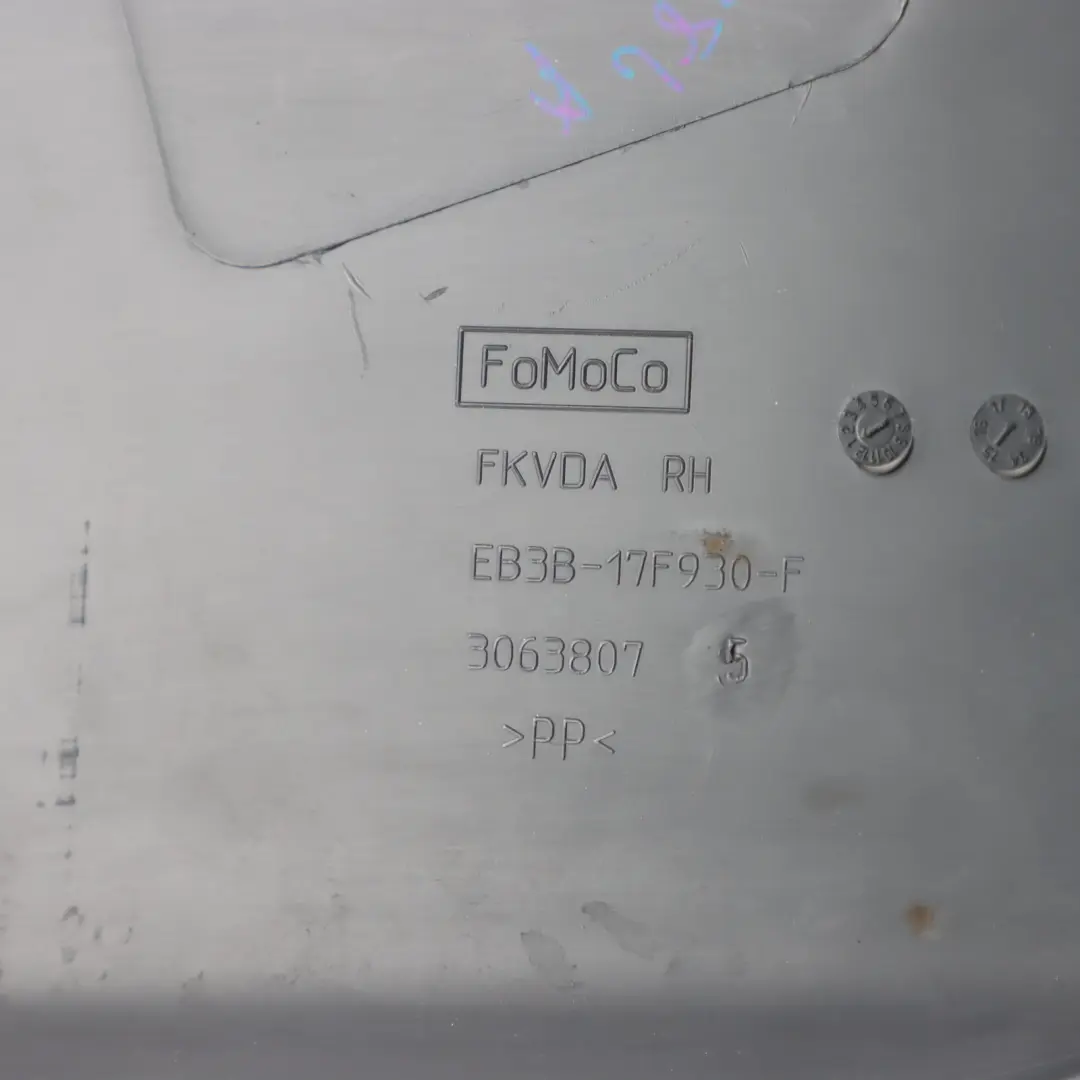 FoMoCo
FKVDA RH
EB3B-17F930-F
3063807 5
>PP<